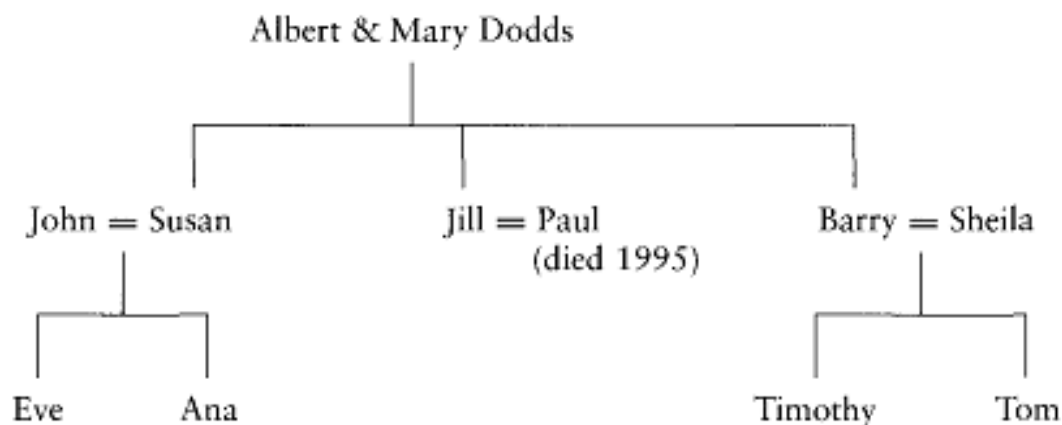 Albert & Mary Dodds
John = Susan
Jill = Paul
(died 1995)
Barry = Sheila
Eve
Ana
Timothy
Tom